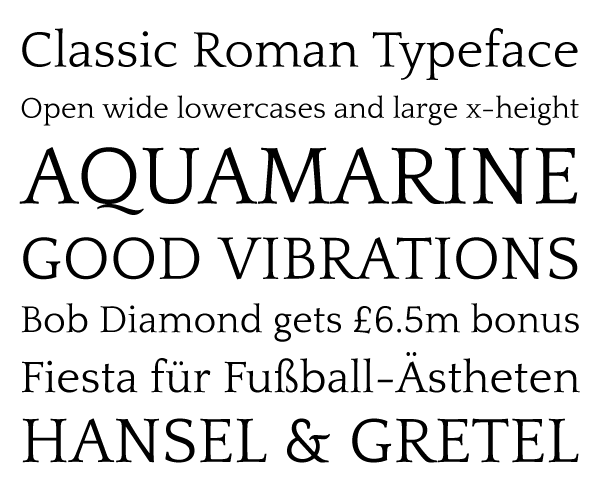 Classic Roman Typeface
Open wide lowercases and large x-height
AQUAMARINE
GOOD VIBRATIONS
Bob Diamond gets £6.5m bonus
Fiesta für Fußball-Ästheten
HANSEL & GRETEL